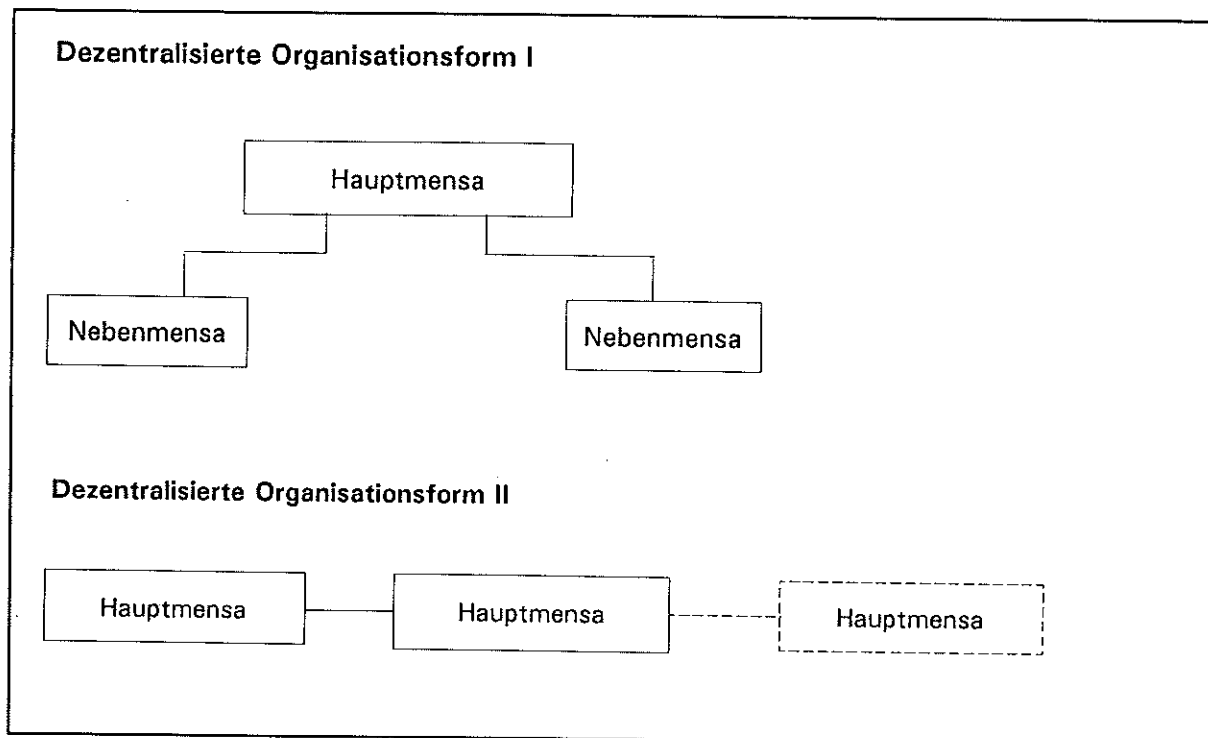 Dezentralisierte Organisationsform I
Hauptmensa
Nebenmensa
Nebenmensa
Dezentralisierte Organisationsform II
Hauptmensa
Hauptmensa
Hauptmensa